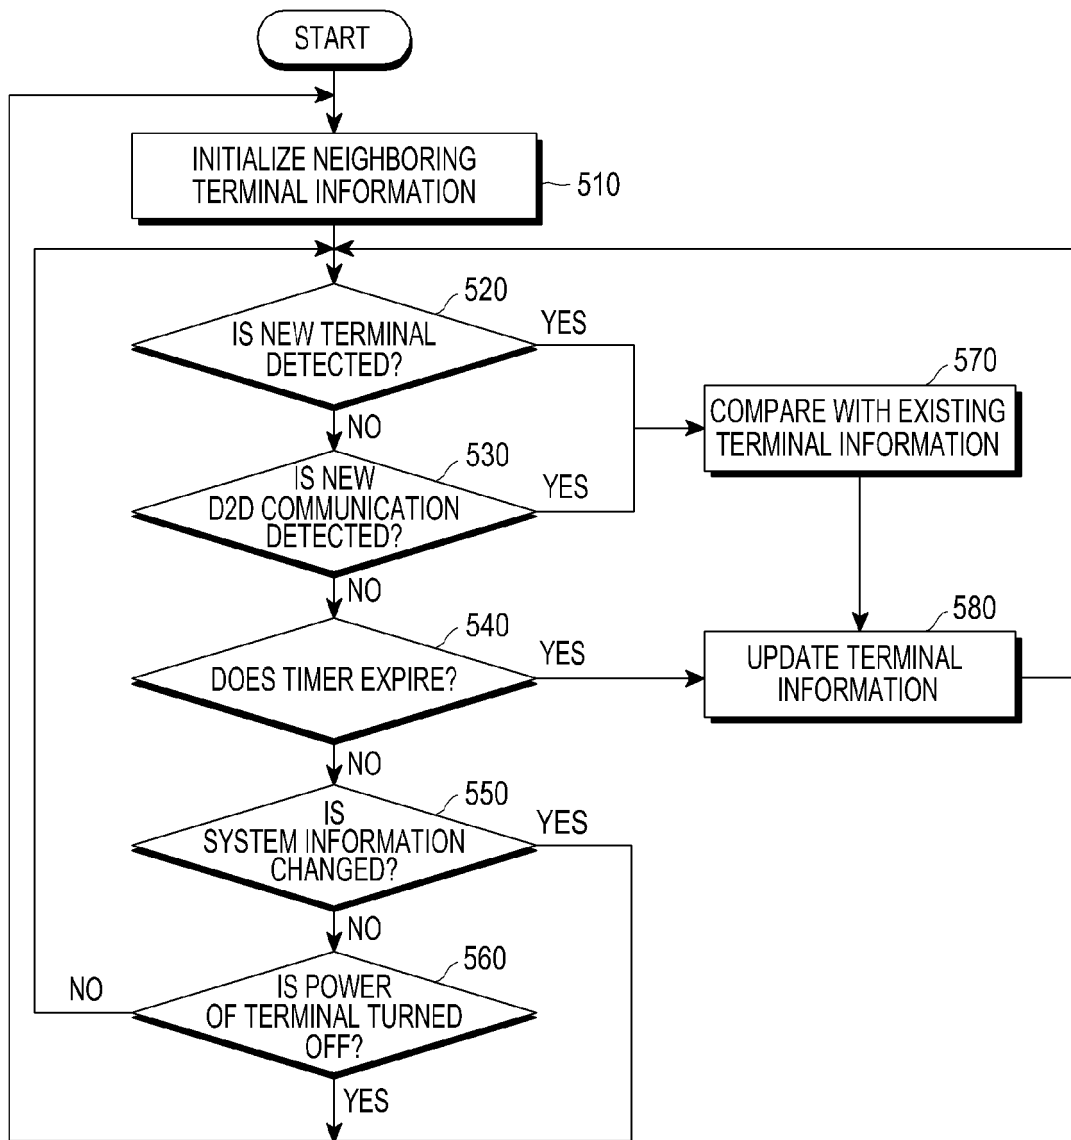 START
INITIALIZE NEIGHBORING
TERMINAL INFORMATION
510
520
IS NEW TERMINAL
DETECTED?
YES
NO
570
COMPARE WITH EXISTING
TERMINAL INFORMATION
530
IS NEW
D2D COMMUNICATION
DETECTED?
YES
NO
540
DOES TIMER EXPIRE?
YES
580
UPDATE TERMINAL
INFORMATION
NO
550
IS
SYSTEM INFORMATION
CHANGED?
YES
NO
560
IS POWER
OF TERMINAL TURNED
OFF?
NO
YES